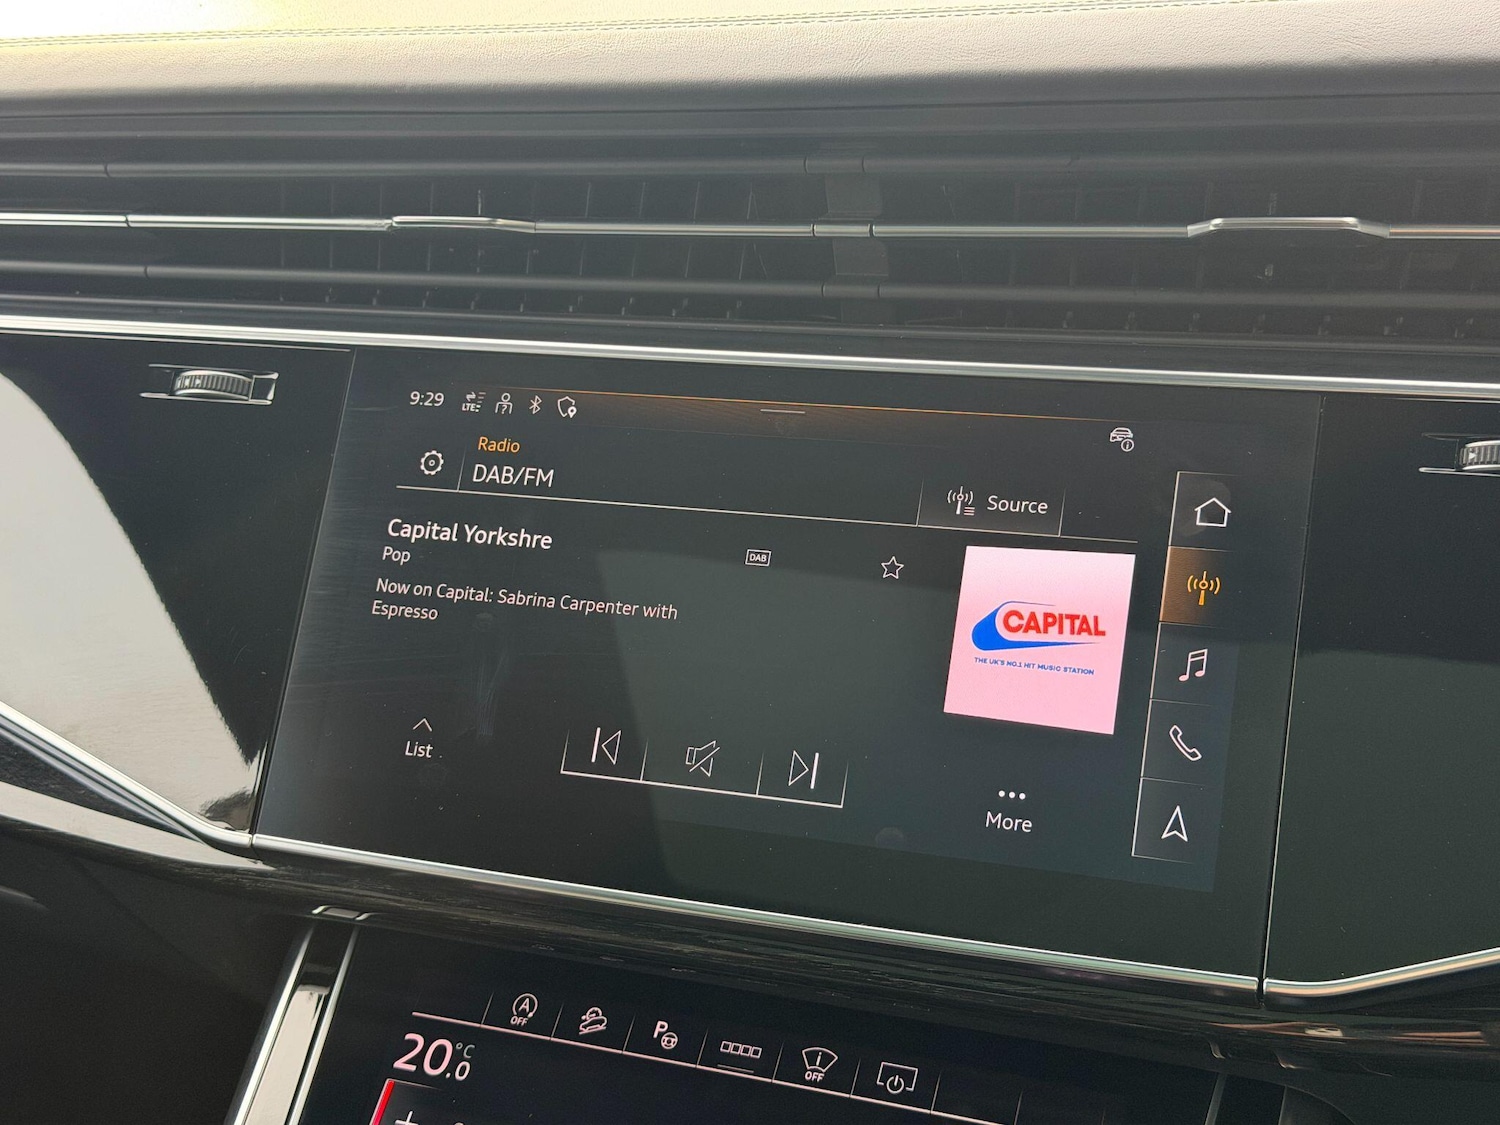 9:29 LTE
Radio
DAB/FM
Source
Capital Yorkshre
Pop
DAB
Now on Capital: Sabrina Carpenter with
Espresso
CAPITAL
THE UK'S NO.1 HIT MUSIC STATION
List
More
A
OFF
P
OFF
20.0 °C